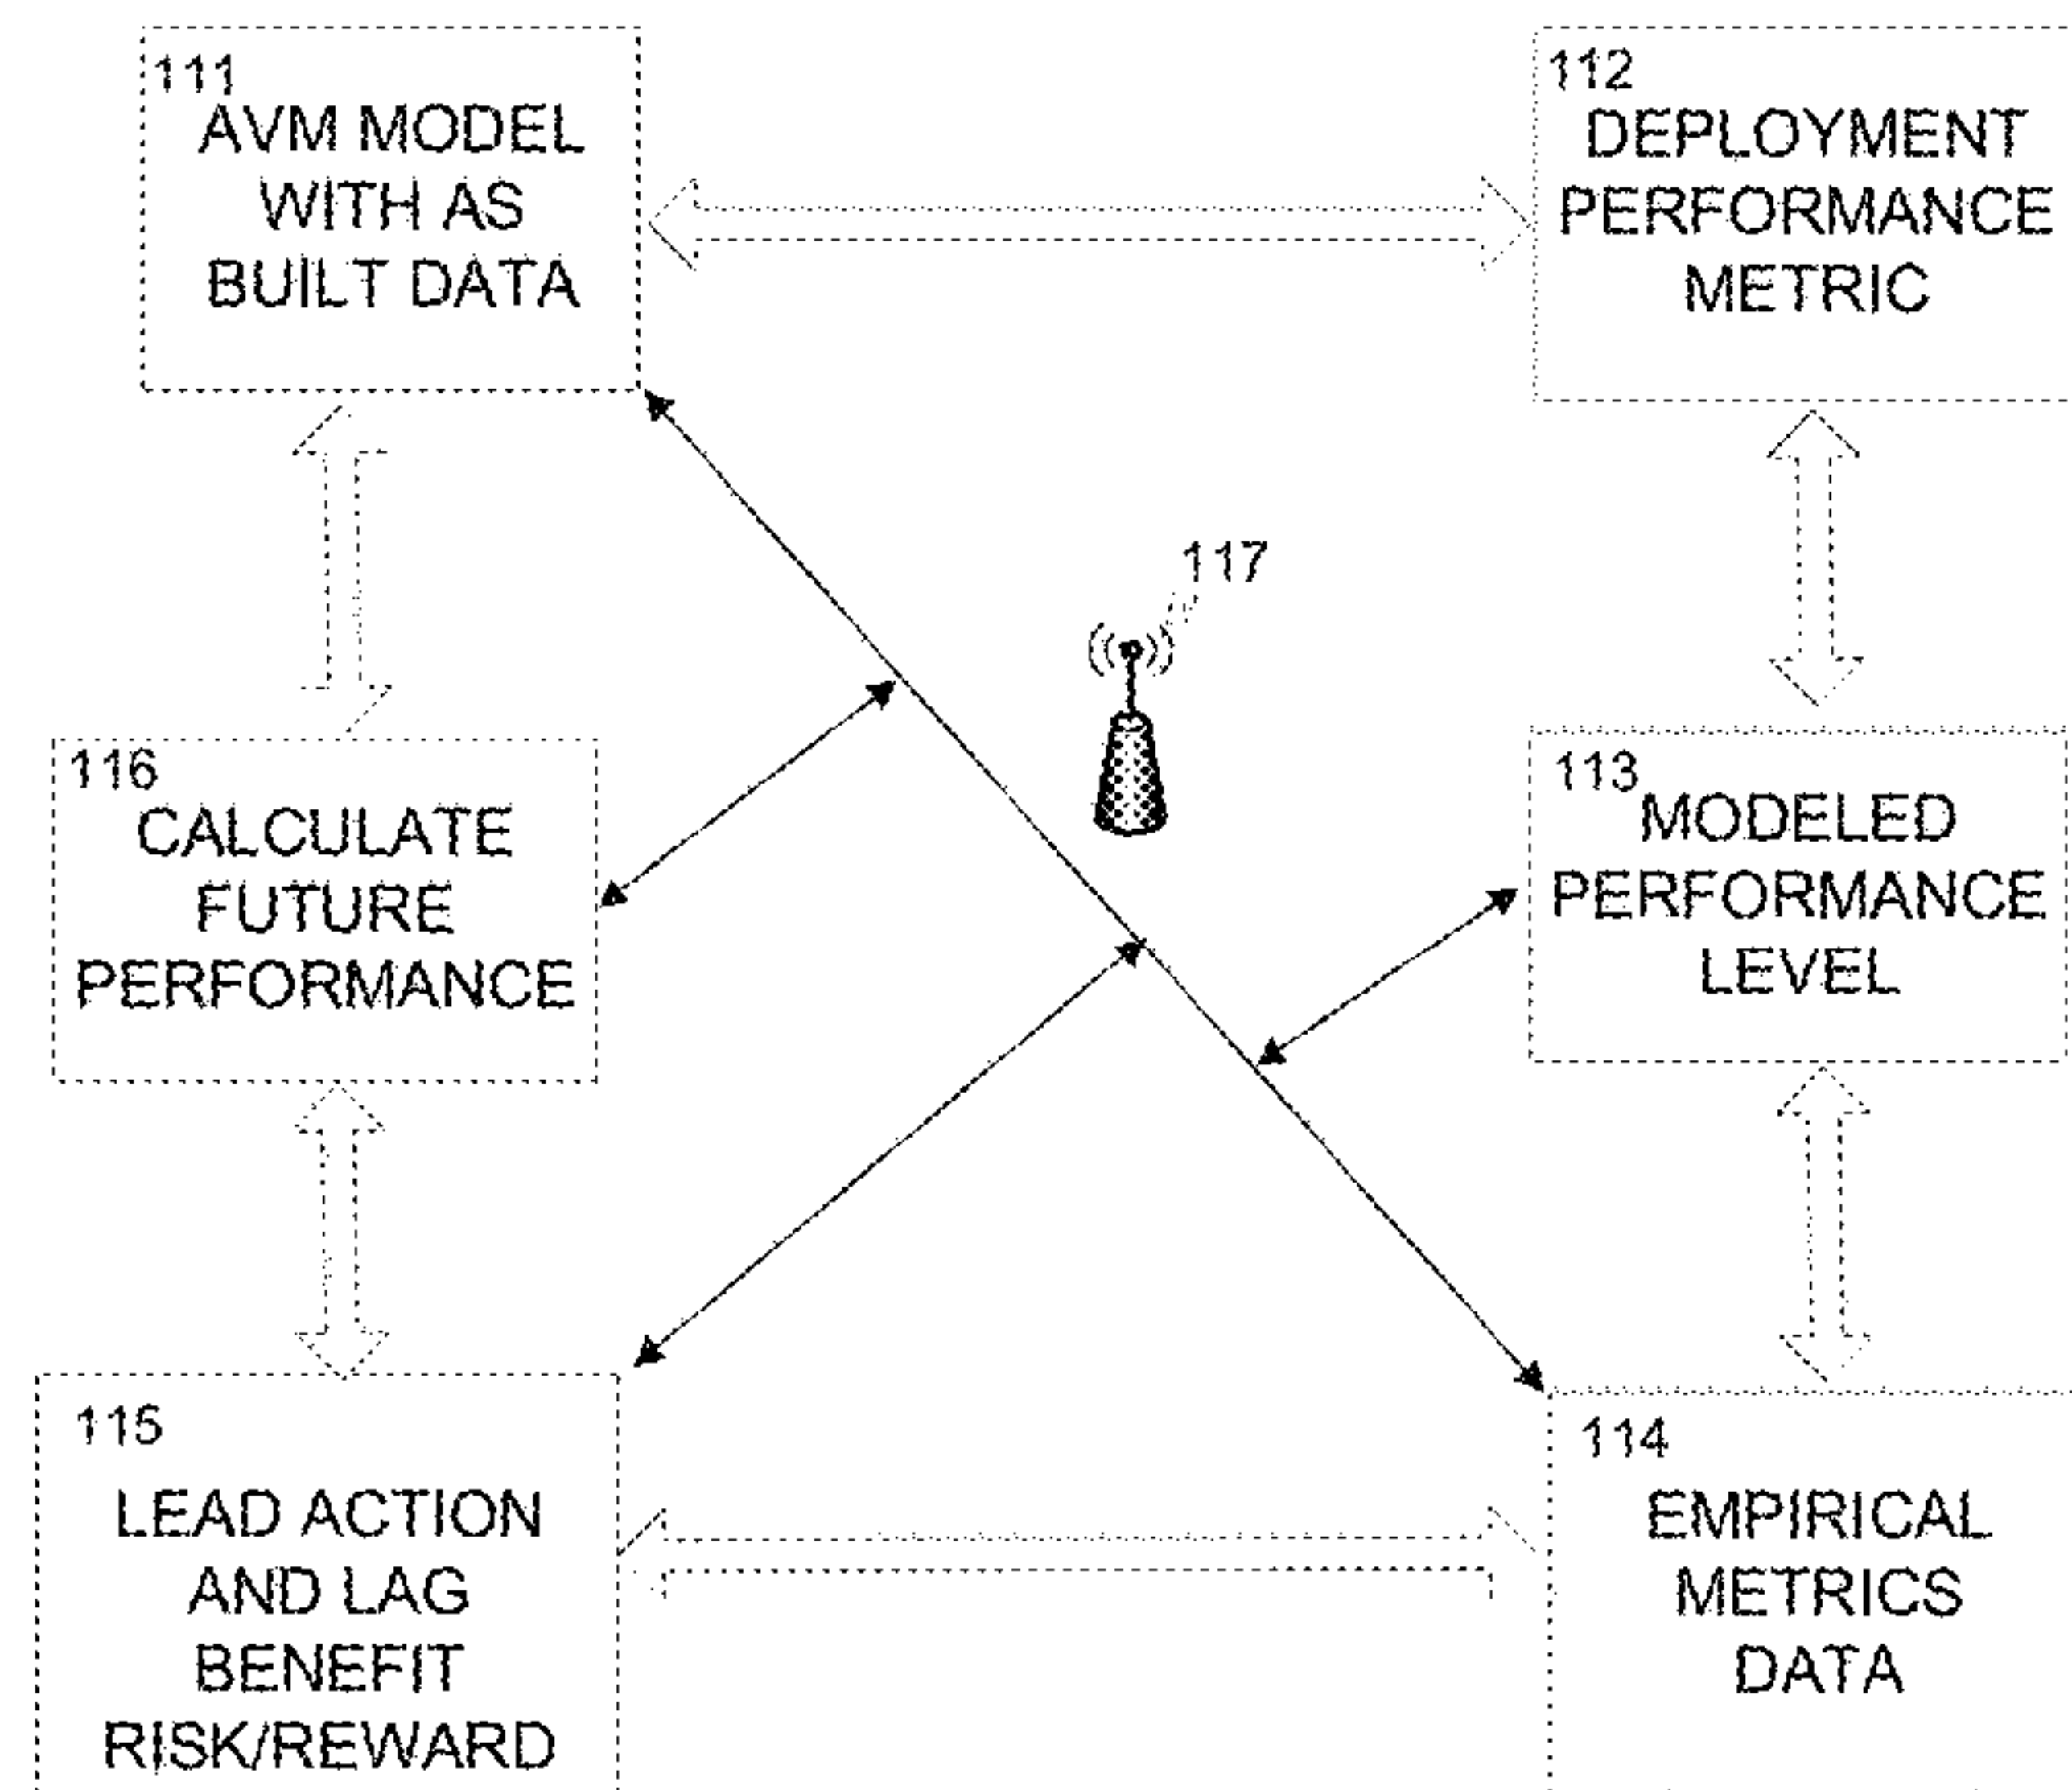 111
AVM MODEL
WITH AS
BUILT DATA
112
DEPLOYMENT
PERFORMANCE
METRIC
117
116
CALCULATE
FUTURE
PERFORMANCE
113
MODELED
PERFORMANCE
LEVEL
115
LEAD ACTION
AND LAG
BENEFIT
RISK/REWARD
114
EMPIRICAL
METRICS
DATA